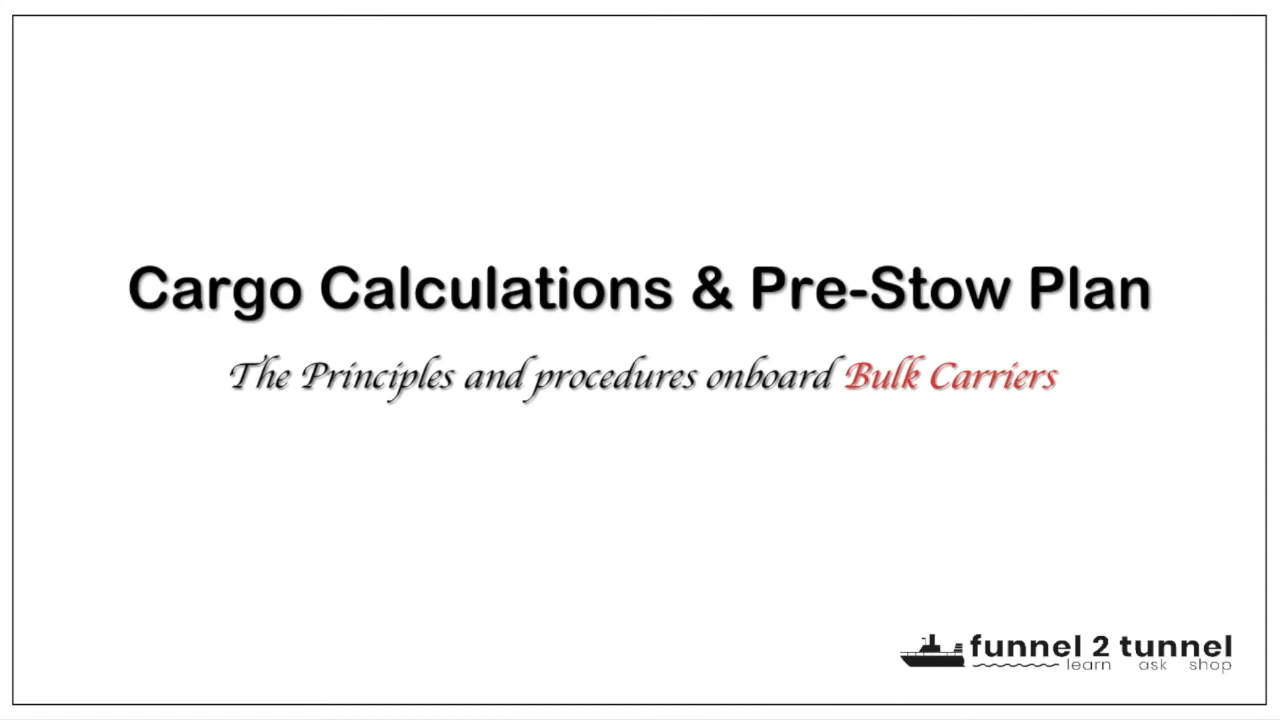 Cargo Calculations & Pre-Stow Plan
The Principles and procedures onboard Bulk Carriers
funnel 2 tunnel
learn ask shop